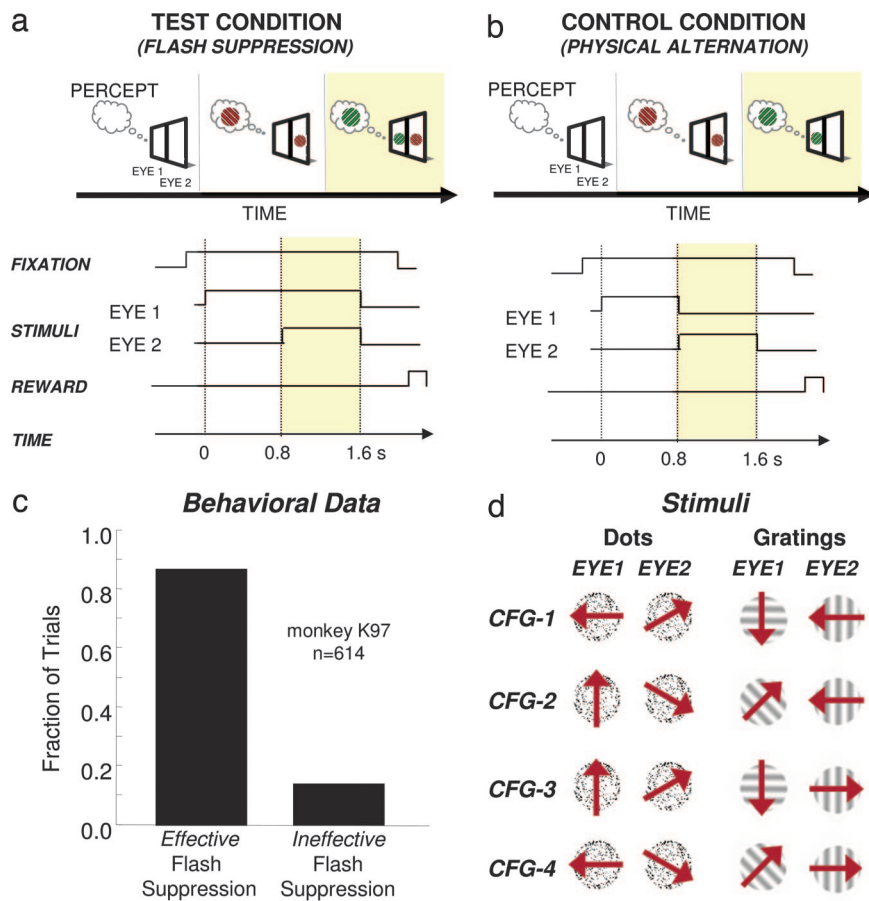 a
TEST CONDITION
(FLASH SUPPRESSION)
PERCEPT
EYE 1
EYE 2
TIME
FIXATION
STIMULI
EYE 1
EYE 2
REWARD
TIME
0 0.8 1.6 s
b
CONTROL CONDITION
(PHYSICAL ALTERNATION)
PERCEPT
EYE 1
EYE 2
TIME
EYE 1
EYE 2
0 0.8 1.6 s
c
Behavioral Data
Fraction of Trials
1.0
0.8
0.6
0.4
0.2
0.0
monkey K97
n=614
Effective
Flash
Suppression
Ineffective
Flash
Suppression
d
Stimuli
Dots Gratings
EYE1 EYE2 EYE1 EYE2
CFG-1
CFG-2
CFG-3
CFG-4